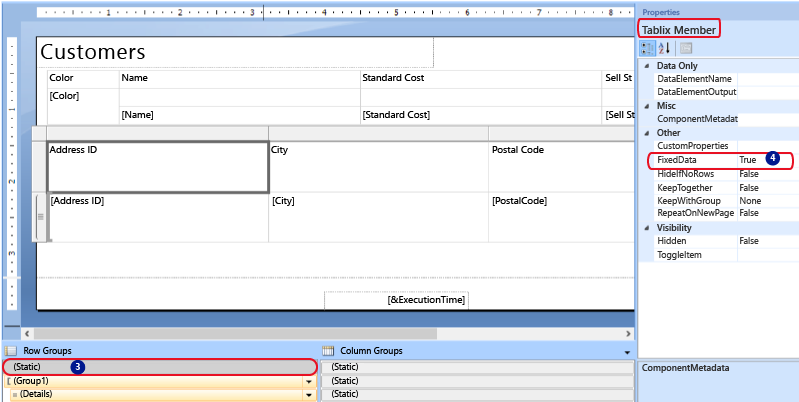 1 2 3 4 5
Customers
Color Name Standard Cost Sell St
[Color]
[Name] [Standard Cost] [Sell St
1
Address ID City Postal Code
2
[Address ID] [City] [PostalCode]
3
[&ExecutionTime]
Row Groups
(Static) 3
(Group1)
(Details)
Column Groups
(Static)
(Static)
(Static)
Properties
Tablix Member
Data Only
DataElementName
DataElementOutput
Misc
ComponentMetadat
Other
CustomProperties
FixedData True 4
HideIfNoRows False
KeepTogether False
KeepWithGroup None
RepeatOnNewPage False
Visibility
Hidden False
ToggleItem
ComponentMetadata